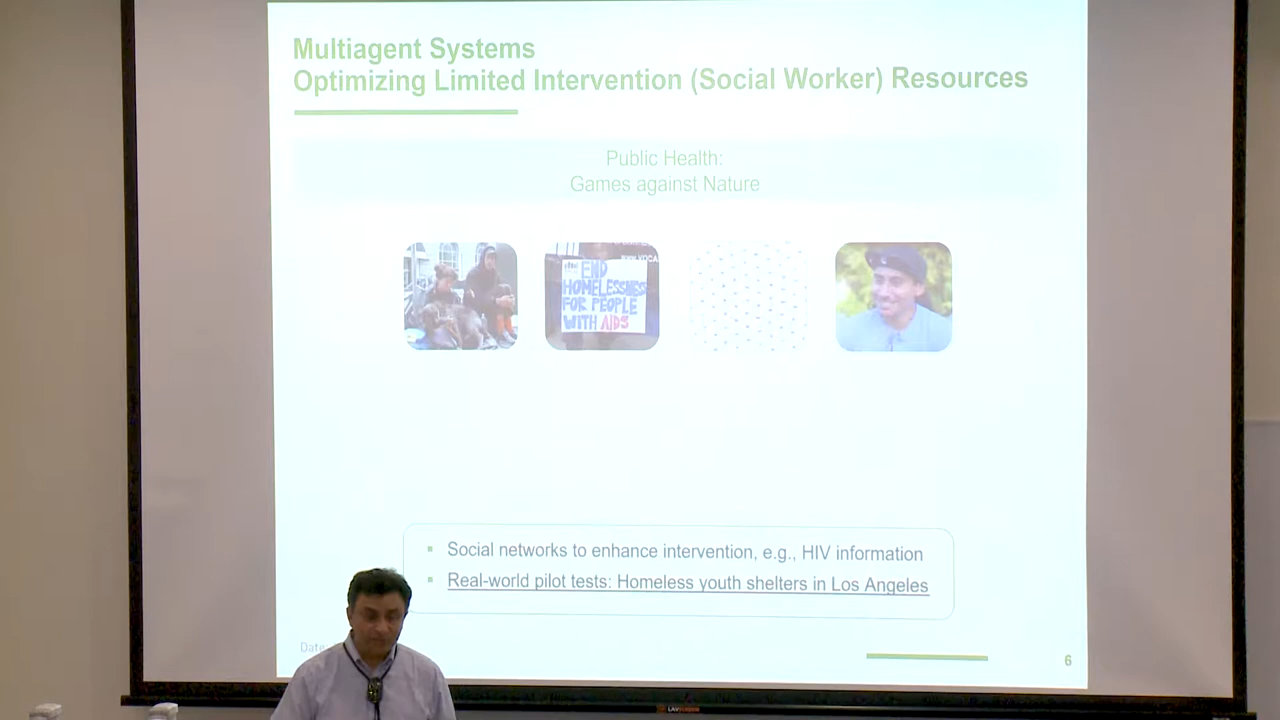 Multiagent Systems
Optimizing Limited Intervention (Social Worker) Resources
Public Health:
Games against Nature
END
HOMELESSNESS
FOR PEOPLE
WITH AIDS
Social networks to enhance intervention, e.g., HIV information
Real-world pilot tests: Homeless youth shelters in Los Angeles
Date
6